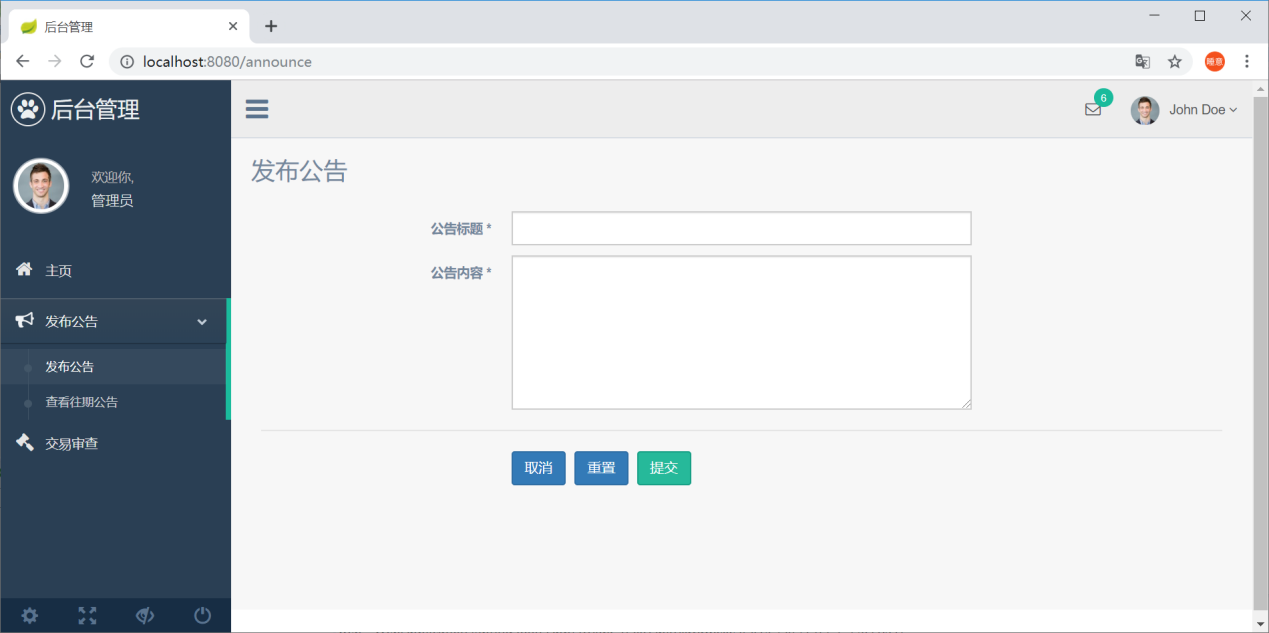 后台管理
localhost:8080/announce
后台管理
6
John Doe
欢迎你,
管理员
发布公告
公告标题 *
公告内容 *
主页
发布公告
发布公告
查看往期公告
交易审查
取消 重置 提交